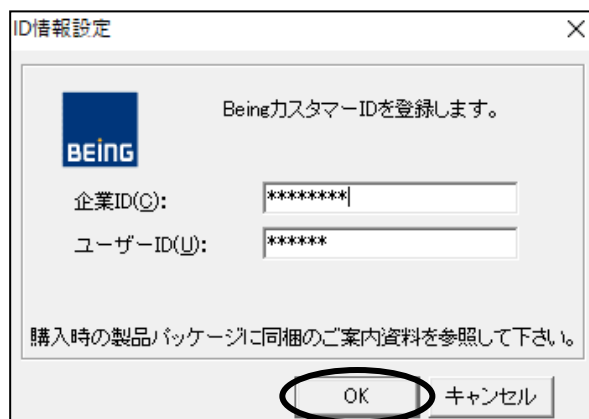 ID情報設定
BeingカスタマーIDを登録します。
BEING
企業ID(C):
********
ユーザーID(U):
******
購入時の製品パッケージに同梱のご案内資料を参照して下さい。
OK
キャンセル